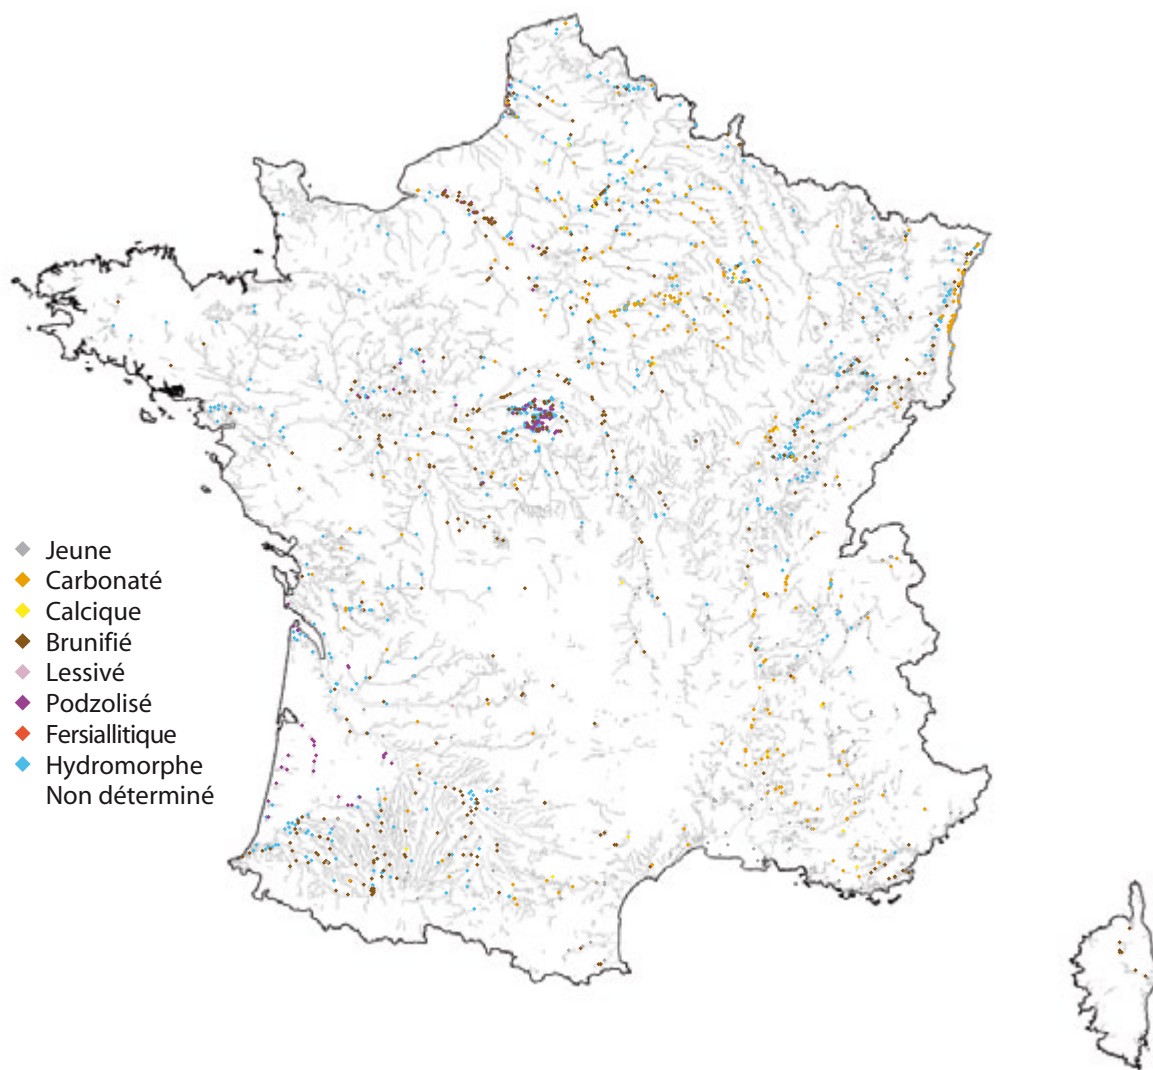 Jeune
Carbonaté
Calcique
Brunifié
Lessivé
Podzolisé
Fersiallitique
Hydromorphe
Non déterminé